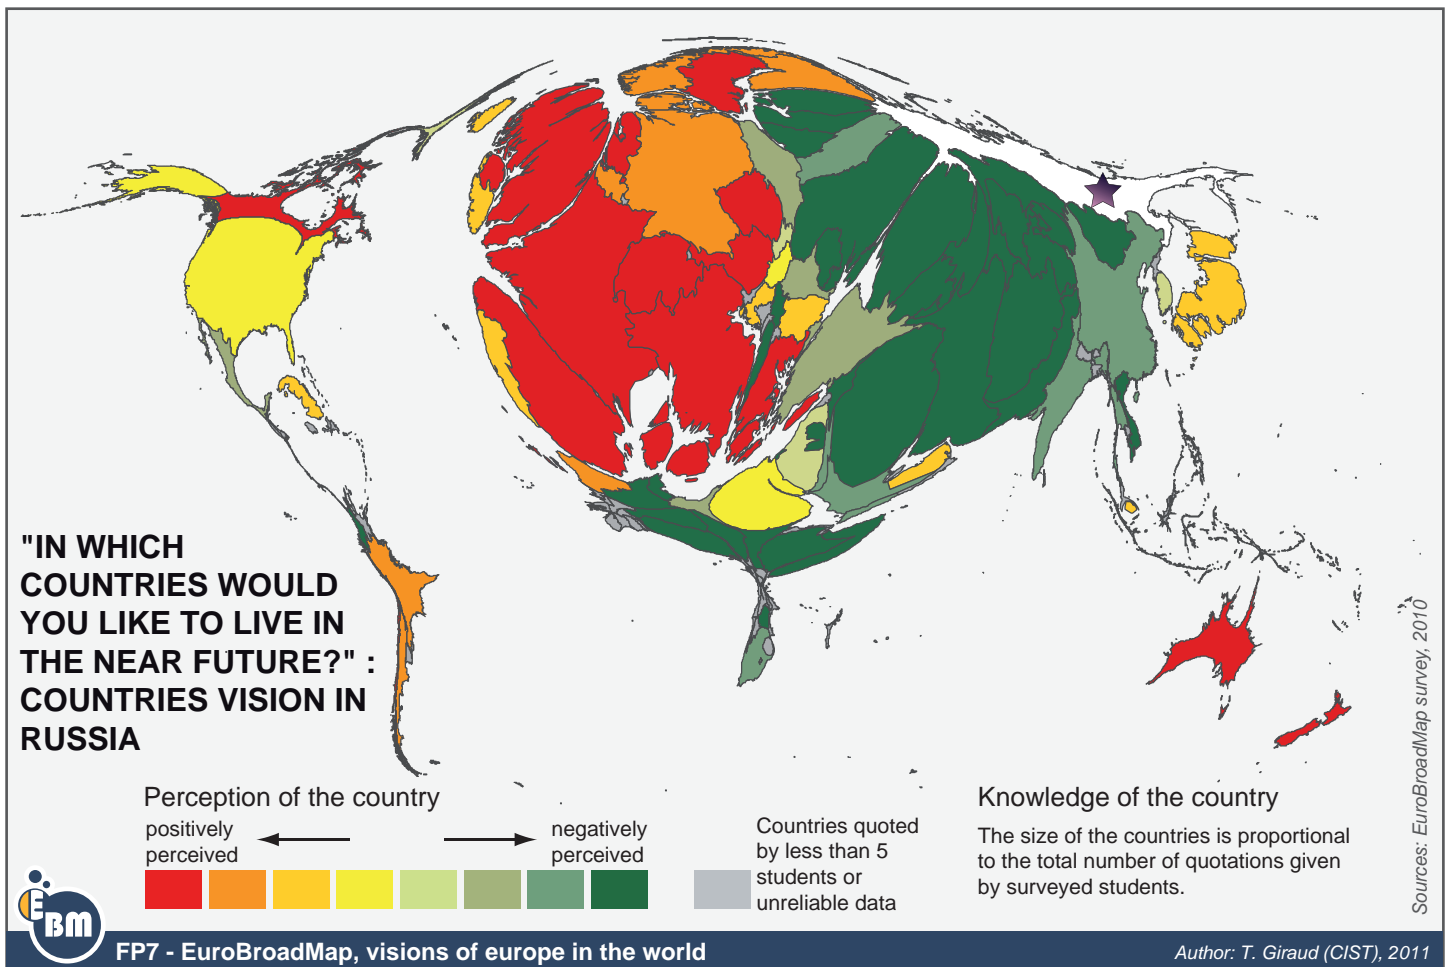 "IN WHICH
COUNTRIES WOULD
YOU LIKE TO LIVE IN
THE NEAR FUTURE?" :
COUNTRIES VISION IN
RUSSIA
Perception of the country
positively
perceived
negatively
perceived
Countries quoted
by less than 5
students or
unreliable data
Knowledge of the country
The size of the countries is proportional
to the total number of quotations given
by surveyed students.
Sources: EuroBroadMap survey, 2010
EBM
FP7 - EuroBroadMap, visions of europe in the world
Author: T. Giraud (CIST), 2011